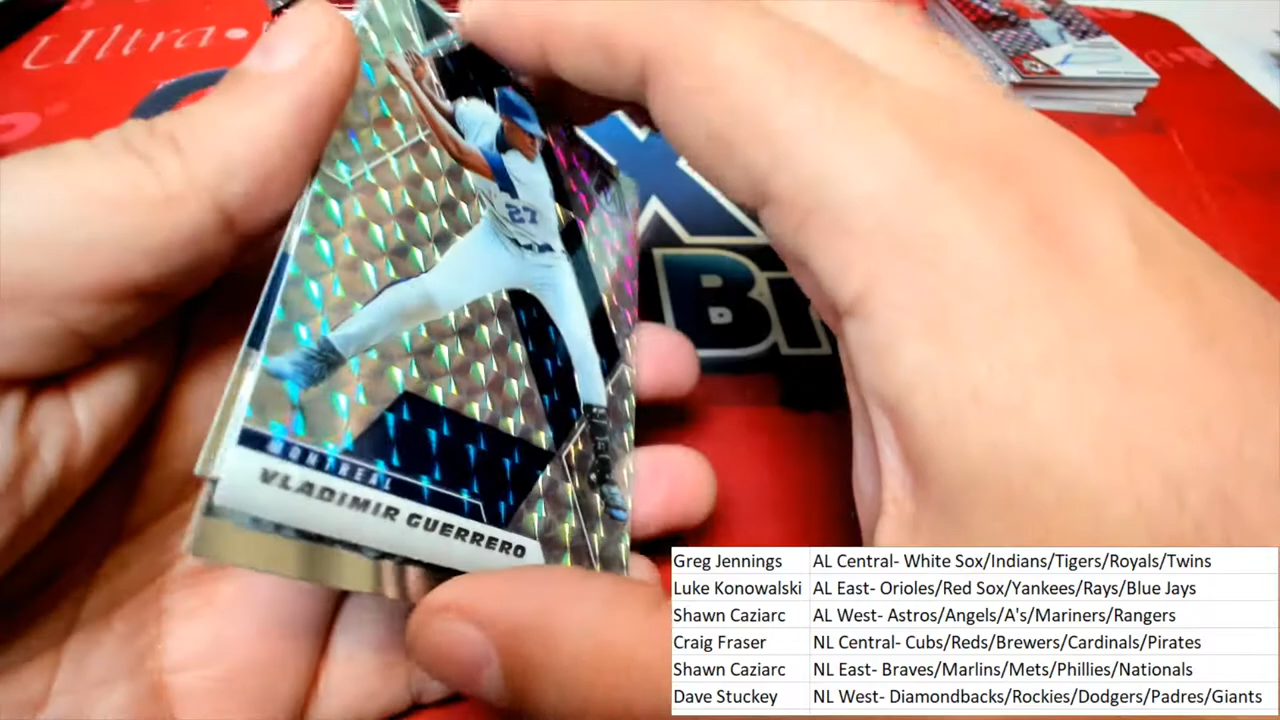 Ultra
27
Br
MONTREAL
VLADIMIR GUERRERO
Greg Jennings AL Central- White Sox/Indians/Tigers/Royals/Twins
Luke Konowalski AL East- Orioles/Red Sox/Yankees/Rays/Blue Jays
Shawn Caziarc AL West- Astros/Angels/A's/Mariners/Rangers
Craig Fraser NL Central- Cubs/Reds/Brewers/Cardinals/Pirates
Shawn Caziarc NL East- Braves/Marlins/Mets/Phillies/Nationals
Dave Stuckey NL West- Diamondbacks/Rockies/Dodgers/Padres/Giants